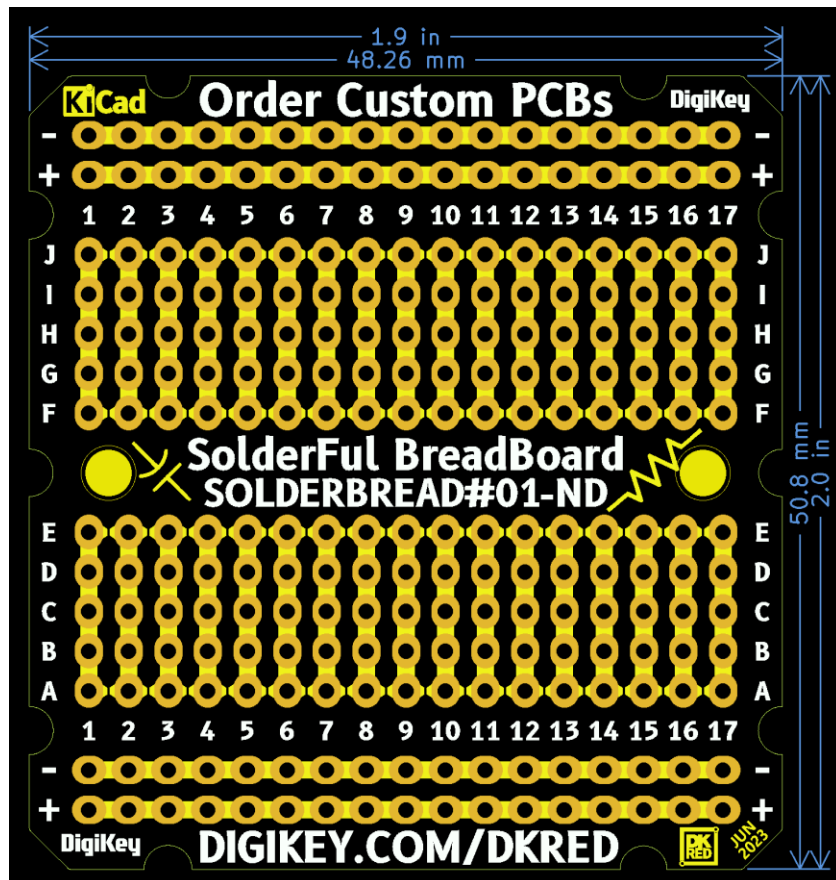 1.9 in
48.26 mm
KiCad Order Custom PCBs DigiKey
- -
+ +
1 2 3 4 5 6 7 8 9 10 11 12 13 14 15 16 17
J J
I I
H H
G G
F F
SolderFul BreadBoard
SOLDERBREAD#01-ND
50.8 mm
2.0 in
E E
D D
C C
B B
A A
1 2 3 4 5 6 7 8 9 10 11 12 13 14 15 16 17
- -
+ +
DigiKey DIGIKEY.COM/DKRED DK RED JUN 2023